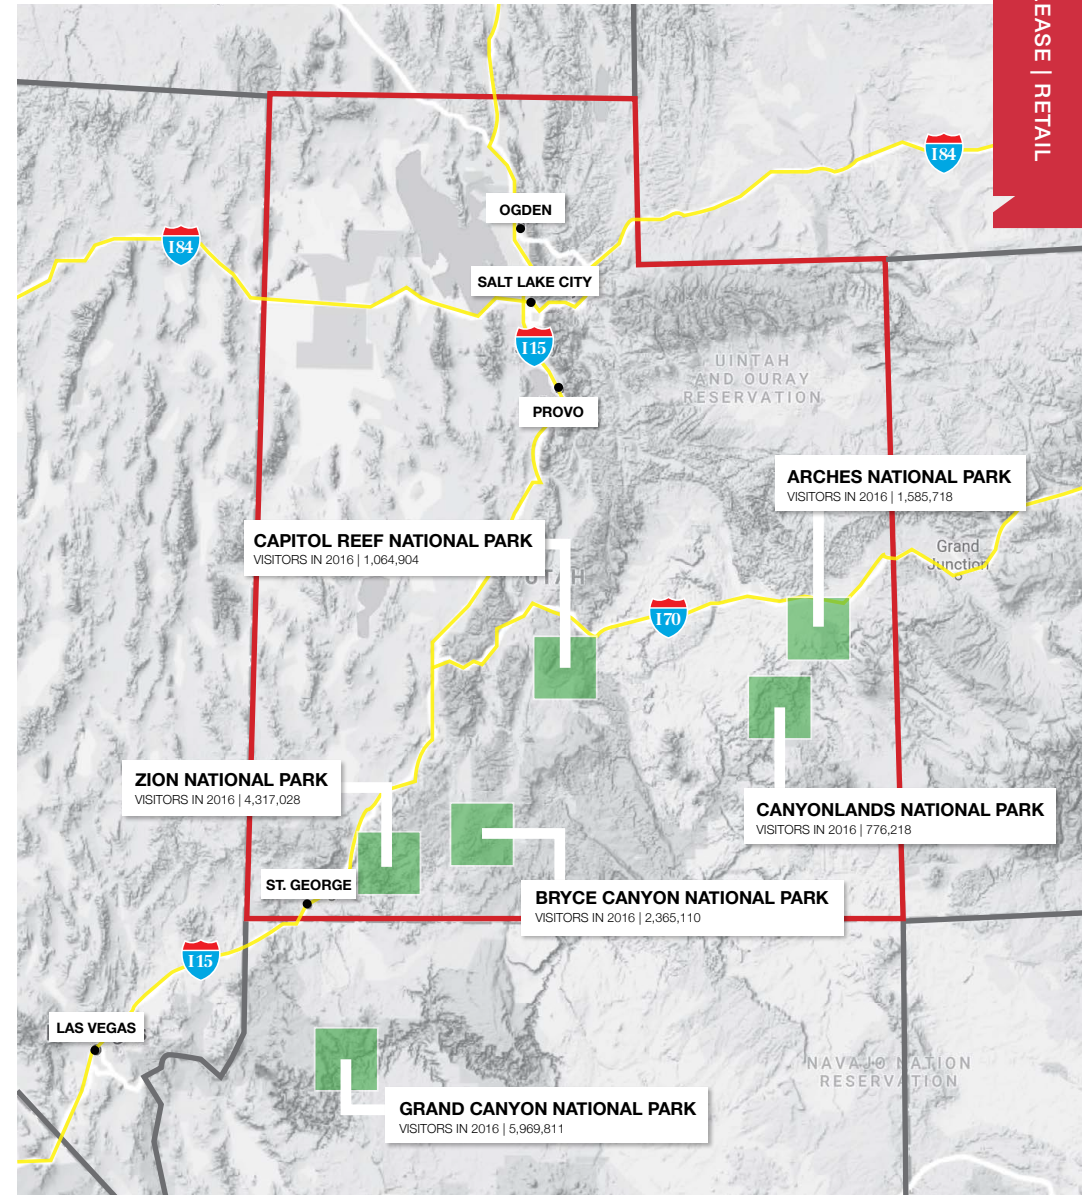 EASE | RETAIL
I84
OGDEN
I84
SALT LAKE CITY
I15
UINTAH
AND OURAY
RESERVATION
PROVO
ARCHES NATIONAL PARK
VISITORS IN 2016 | 1,585,718
CAPITOL REEF NATIONAL PARK
VISITORS IN 2016 | 1,064,904
Grand
Junction
UTAH
I70
ZION NATIONAL PARK
VISITORS IN 2016 | 4,317,028
CANYONLANDS NATIONAL PARK
VISITORS IN 2016 | 776,218
ST. GEORGE
BRYCE CANYON NATIONAL PARK
VISITORS IN 2016 | 2,365,110
I15
LAS VEGAS
NAVAJO NATION
RESERVATION
GRAND CANYON NATIONAL PARK
VISITORS IN 2016 | 5,969,811